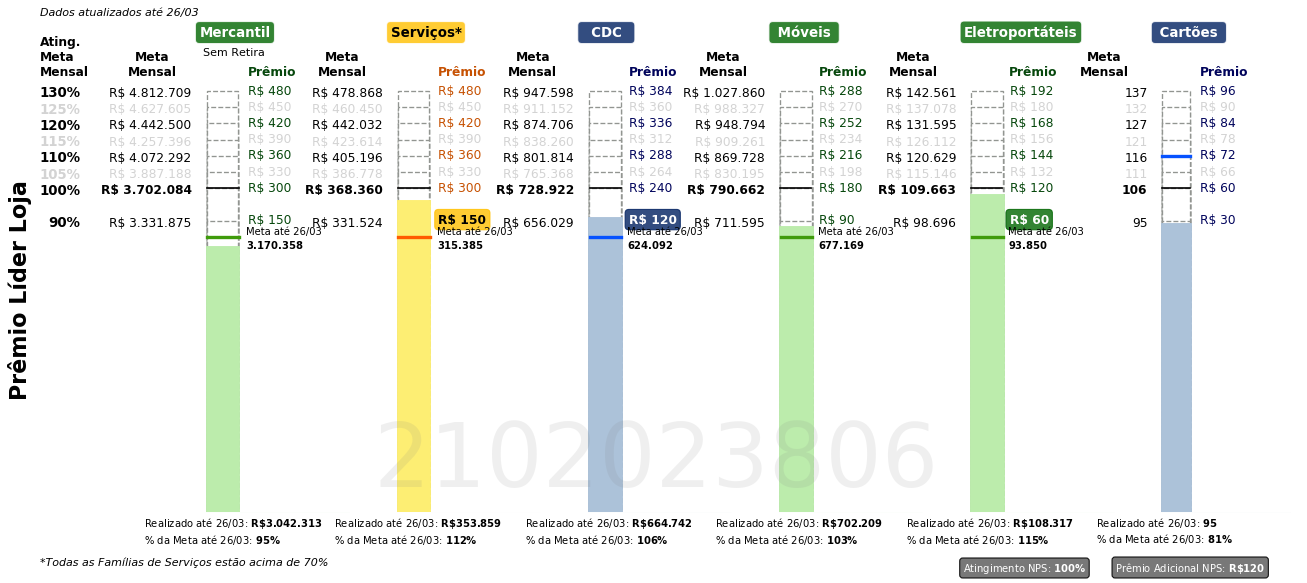 Dados atualizados até 26/03
Mercantil Serviços* CDC Móveis Eletroportáteis Cartões
Sem Retira
Ating. Meta Mensal
Meta Mensal Prêmio Meta Mensal Prêmio Meta Mensal Prêmio Meta Mensal Prêmio Meta Mensal Prêmio Meta Mensal Prêmio
130% R$ 4.812.709 R$ 480 R$ 478.868 R$ 480 R$ 947.598 R$ 384 R$ 1.027.860 R$ 288 R$ 142.561 R$ 192 137 R$ 96
125% R$ 4.627.605 R$ 450 R$ 460.450 R$ 450 R$ 911.152 R$ 360 R$ 988.327 R$ 270 R$ 137.078 R$ 180 132 R$ 90
120% R$ 4.442.500 R$ 420 R$ 442.032 R$ 420 R$ 874.706 R$ 336 R$ 948.794 R$ 252 R$ 131.595 R$ 168 127 R$ 84
115% R$ 4.257.396 R$ 390 R$ 423.614 R$ 390 R$ 838.260 R$ 312 R$ 909.261 R$ 234 R$ 126.112 R$ 156 121 R$ 78
110% R$ 4.072.292 R$ 360 R$ 405.196 R$ 360 R$ 801.814 R$ 288 R$ 869.728 R$ 216 R$ 120.629 R$ 144 116 R$ 72
105% R$ 3.887.188 R$ 330 R$ 386.778 R$ 330 R$ 765.368 R$ 264 R$ 830.195 R$ 198 R$ 115.146 R$ 132 111 R$ 66
100% R$ 3.702.084 R$ 300 R$ 368.360 R$ 300 R$ 728.922 R$ 240 R$ 790.662 R$ 180 R$ 109.663 R$ 120 106 R$ 60
90% R$ 3.331.875 R$ 150 R$ 331.524 R$ 150 R$ 656.029 R$ 120 R$ 711.595 R$ 90 R$ 98.696 R$ 60 95 R$ 30
Meta até 26/03 Meta até 26/03 Meta até 26/03 Meta até 26/03 Meta até 26/03
3.170.358 315.385 624.092 677.169 93.850
Prêmio Líder Loja
2102023806
Realizado até 26/03: R$3.042.313 Realizado até 26/03: R$353.859 Realizado até 26/03: R$664.742 Realizado até 26/03: R$702.209 Realizado até 26/03: R$108.317 Realizado até 26/03: 95
% da Meta até 26/03: 95% % da Meta até 26/03: 112% % da Meta até 26/03: 106% % da Meta até 26/03: 103% % da Meta até 26/03: 115% % da Meta até 26/03: 81%
*Todas as Famílias de Serviços estão acima de 70%
Atingimento NPS: 100% Prêmio Adicional NPS: R$120